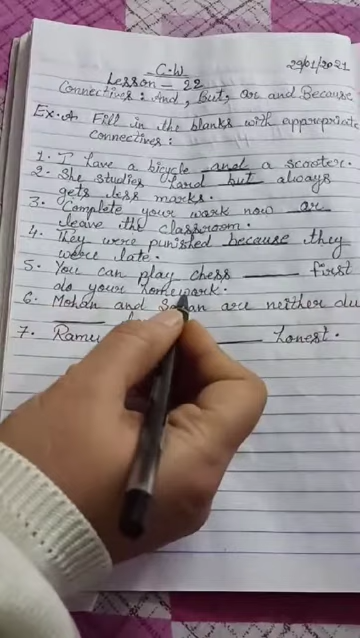 C.W 29/01/2021
Lesson - 22
Connectives: And, But, Or and Because
Ex.A Fill in the blanks with appropriate
connectives:
1. I have a bicycle and a scooter.
2. She studies hard but always
gets less marks.
3. Complete your work now or
leave the classroom.
4. They were punished because they
were late.
5. You can play chess ____ first
do your homework.
6. Mohan and are neither
____
7. Ramu ____ honest.